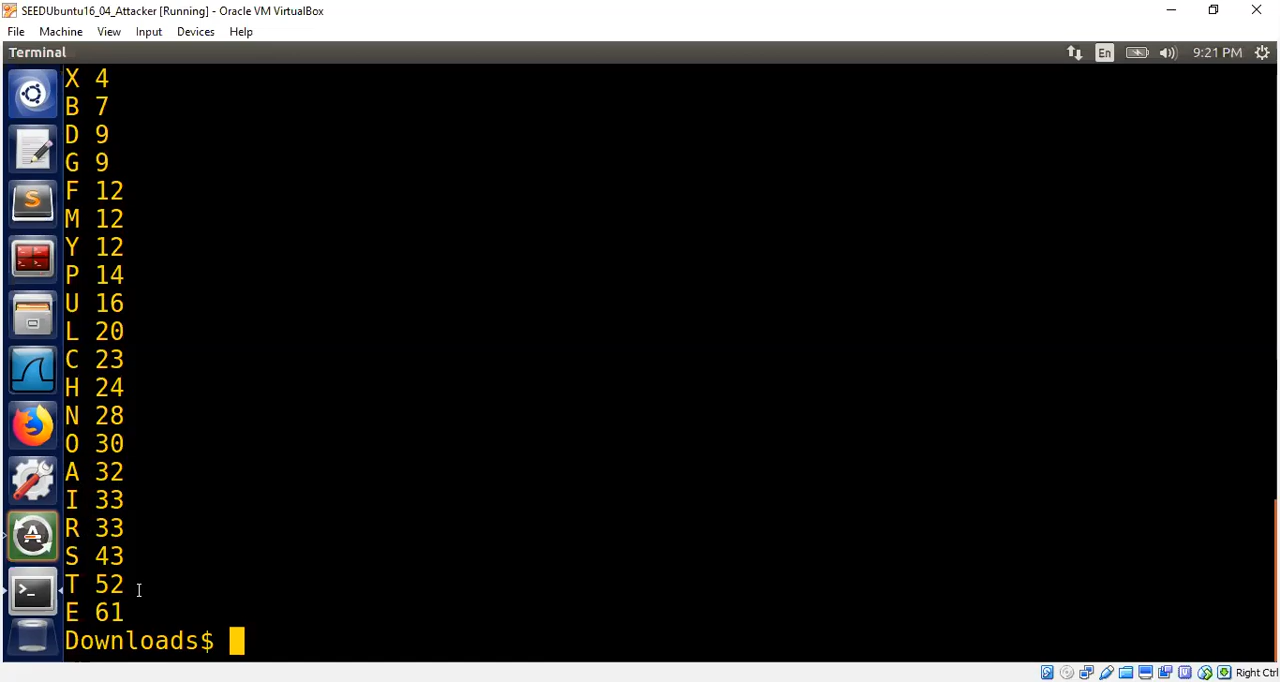 SEEDUbuntu16_04_Attacker [Running] - Oracle VM VirtualBox
File Machine View Input Devices Help
Terminal En 9:21 PM
X 4
B 7
D 9
G 9
F 12
M 12
Y 12
P 14
U 16
L 20
C 23
H 24
N 28
O 30
A 32
I 33
R 33
S 43
T 52
E 61
Downloads$
Right Ctrl